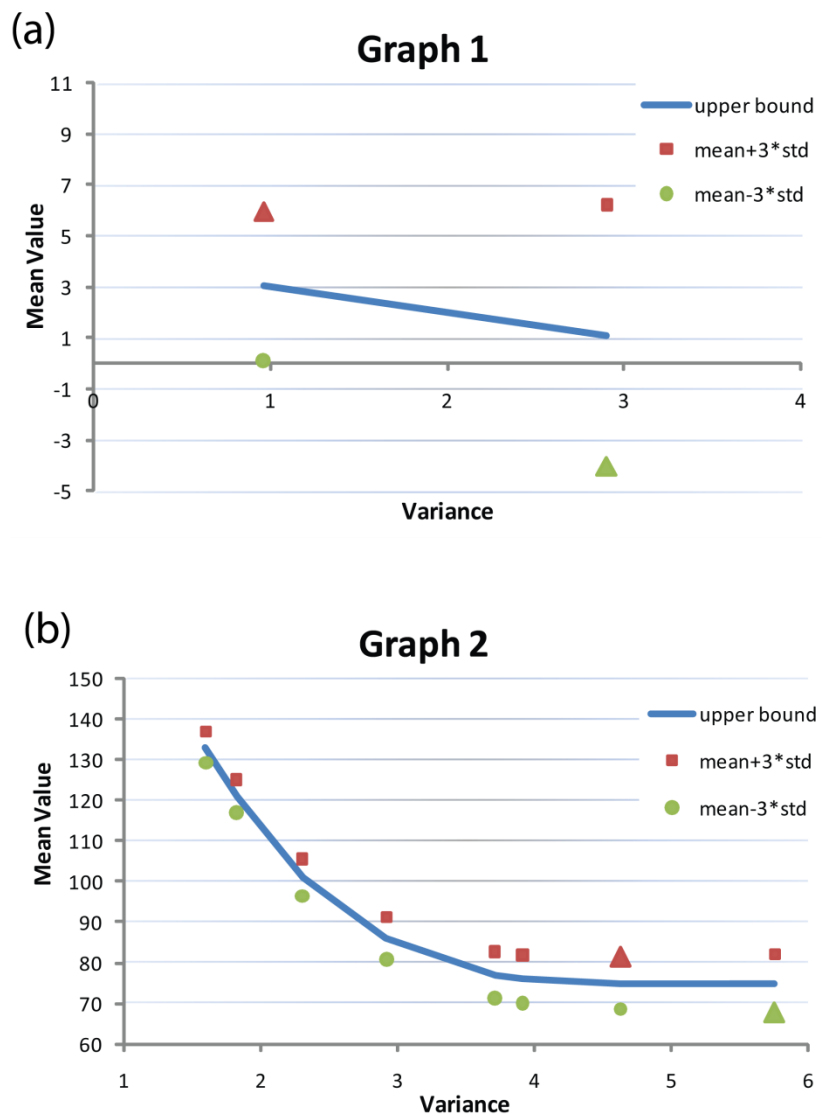 (a)
Graph 1
11
9
7
5
3
1
-1
-3
-5
0
1
2
3
4
Mean Value
Variance
upper bound
mean+3*std
mean-3*std
(b)
Graph 2
150
140
130
120
110
100
90
80
70
60
1
2
3
4
5
6
Mean Value
Variance
upper bound
mean+3*std
mean-3*std